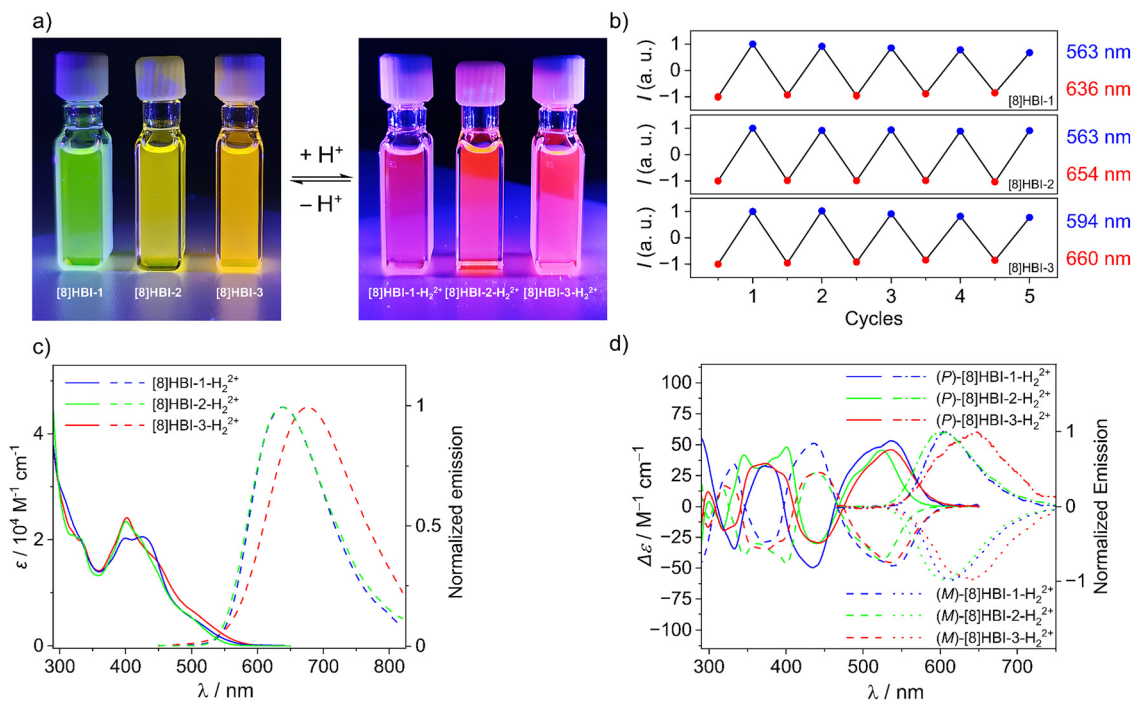 a)
+ H⁺
− H⁺
[8]HBI-1 [8]HBI-2 [8]HBI-3
[8]HBI-1-H₂²⁺ [8]HBI-2-H₂²⁺ [8]HBI-3-H₂²⁺
b)
I (a. u.)
1
0
−1
[8]HBI-1
563 nm
636 nm
I (a. u.)
1
0
−1
[8]HBI-2
563 nm
654 nm
I (a. u.)
1
0
−1
[8]HBI-3
594 nm
660 nm
1 2 3 4 5
Cycles
c)
[8]HBI-1-H₂²⁺
[8]HBI-2-H₂²⁺
[8]HBI-3-H₂²⁺
ε / 10⁴ M⁻¹ cm⁻¹
4
2
0
Normalized emission
1
0.5
0
300 400 500 600 700 800
λ / nm
d)
(P)-[8]HBI-1-H₂²⁺
(P)-[8]HBI-2-H₂²⁺
(P)-[8]HBI-3-H₂²⁺
Δε / M⁻¹ cm⁻¹
100
75
50
25
0
−25
−50
−75
−100
Normalized Emission
1
0
−1
(M)-[8]HBI-1-H₂²⁺
(M)-[8]HBI-2-H₂²⁺
(M)-[8]HBI-3-H₂²⁺
300 400 500 600 700
λ / nm